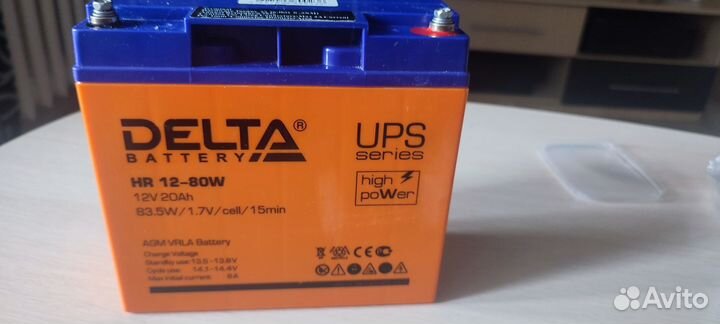 DELTA®
BATTERY
UPS
series
HR 12-80W
12V 20Ah
83.5W/1.7V/cell/15min
high
poWer
AGM VRLA Battery
Charge Voltage
Standby use: 13.5-13.8V
Cycle use: 14.1-14.4V
Max initial current: 6A
Avito